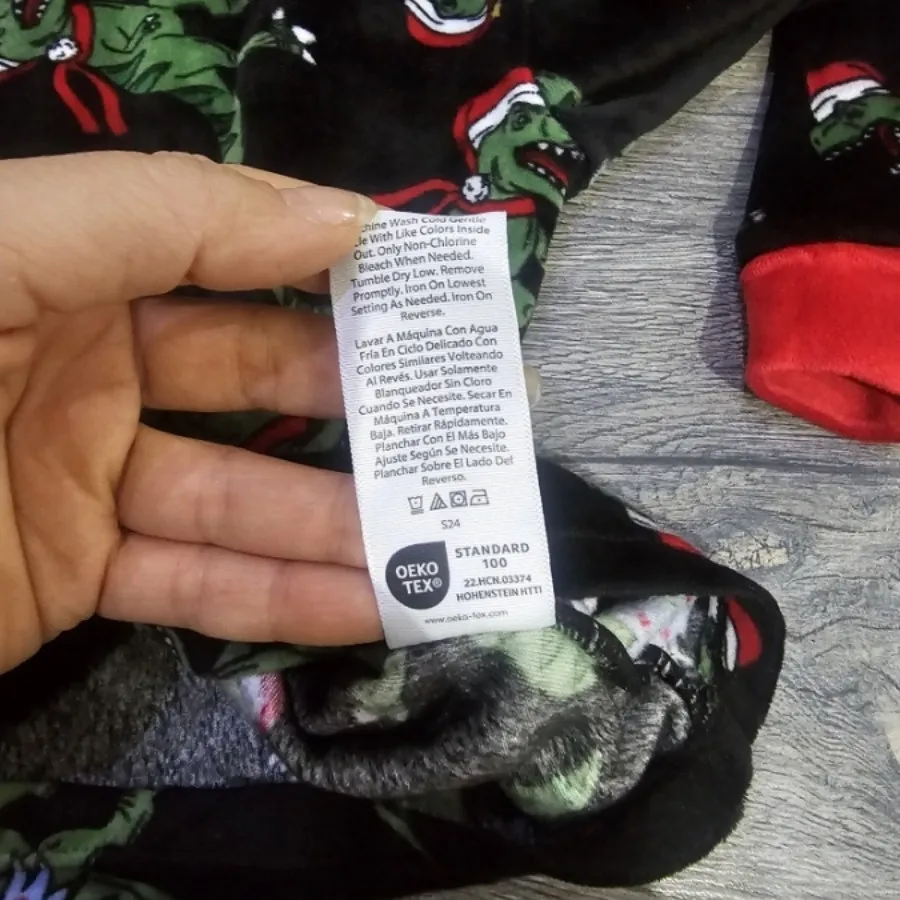 Wash Cold Gentle
With Like Colors Inside
Out. Only Non-Chlorine
Bleach When Needed.
Tumble Dry Low. Remove
Promptly. Iron On Lowest
Setting As Needed. Iron On
Reverse.
Lavar A Máquina Con Agua
Fría En Ciclo Delicado Con
Colores Similares Volteando
Al Revés. Usar Solamente
Blanqueador Sin Cloro
Cuando Se Necesite. Secar En
Máquina A Temperatura
Baja. Retirar Rápidamente.
Planchar Con El Más Bajo
Ajuste Según Se Necesite.
Planchar Sobre El Lado Del
Reverso.
S24
OEKO
TEX®
STANDARD
100
22.HCN.03374
HOHENSTEIN HTTI
www.oeko-tex.com